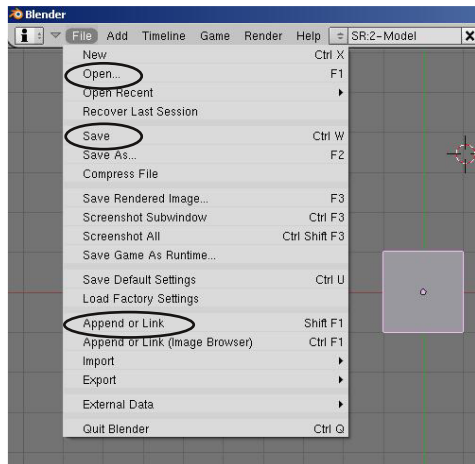 Blender
File Add Timeline Game Render Help SR:2-Model X
New Ctrl X
Open... F1
Open Recent
Recover Last Session
Save Ctrl W
Save As... F2
Compress File
Save Rendered Image... F3
Screenshot Subwindow Ctrl F3
Screenshot All Ctrl Shift F3
Save Game As Runtime...
Save Default Settings Ctrl U
Load Factory Settings
Append or Link Shift F1
Append or Link (Image Browser) Ctrl F1
Import
Export
External Data
Quit Blender Ctrl Q